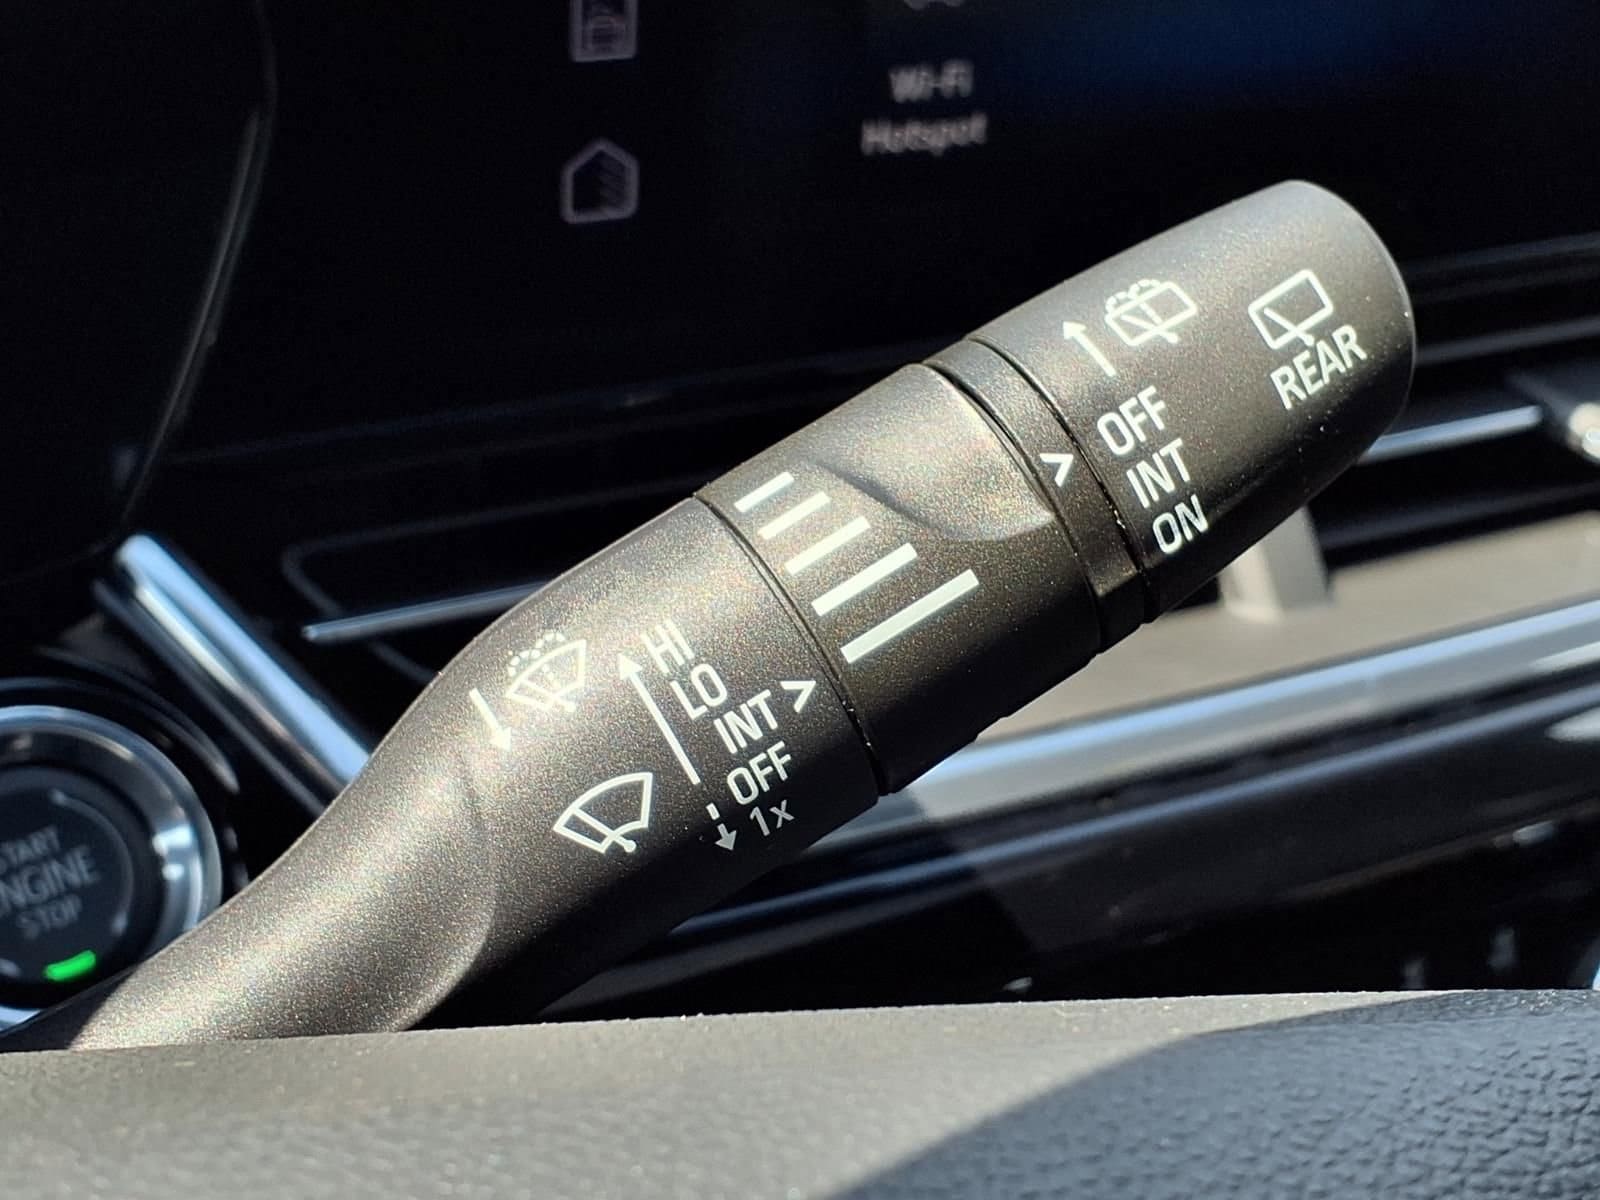 Wi-Fi
Hotspot
REAR
OFF
INT
ON
HI
LO
INT
OFF
1x
START
ENGINE
STOP